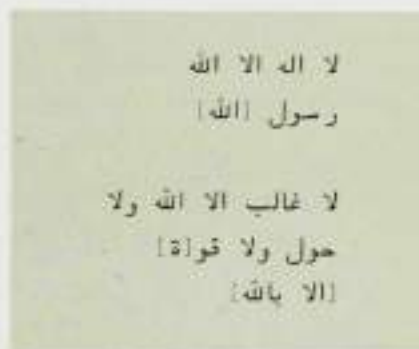 لا اله الا الله
رسول [الله]
لا غالب الا الله ولا
حول ولا قو[ة]
[الا بالله]